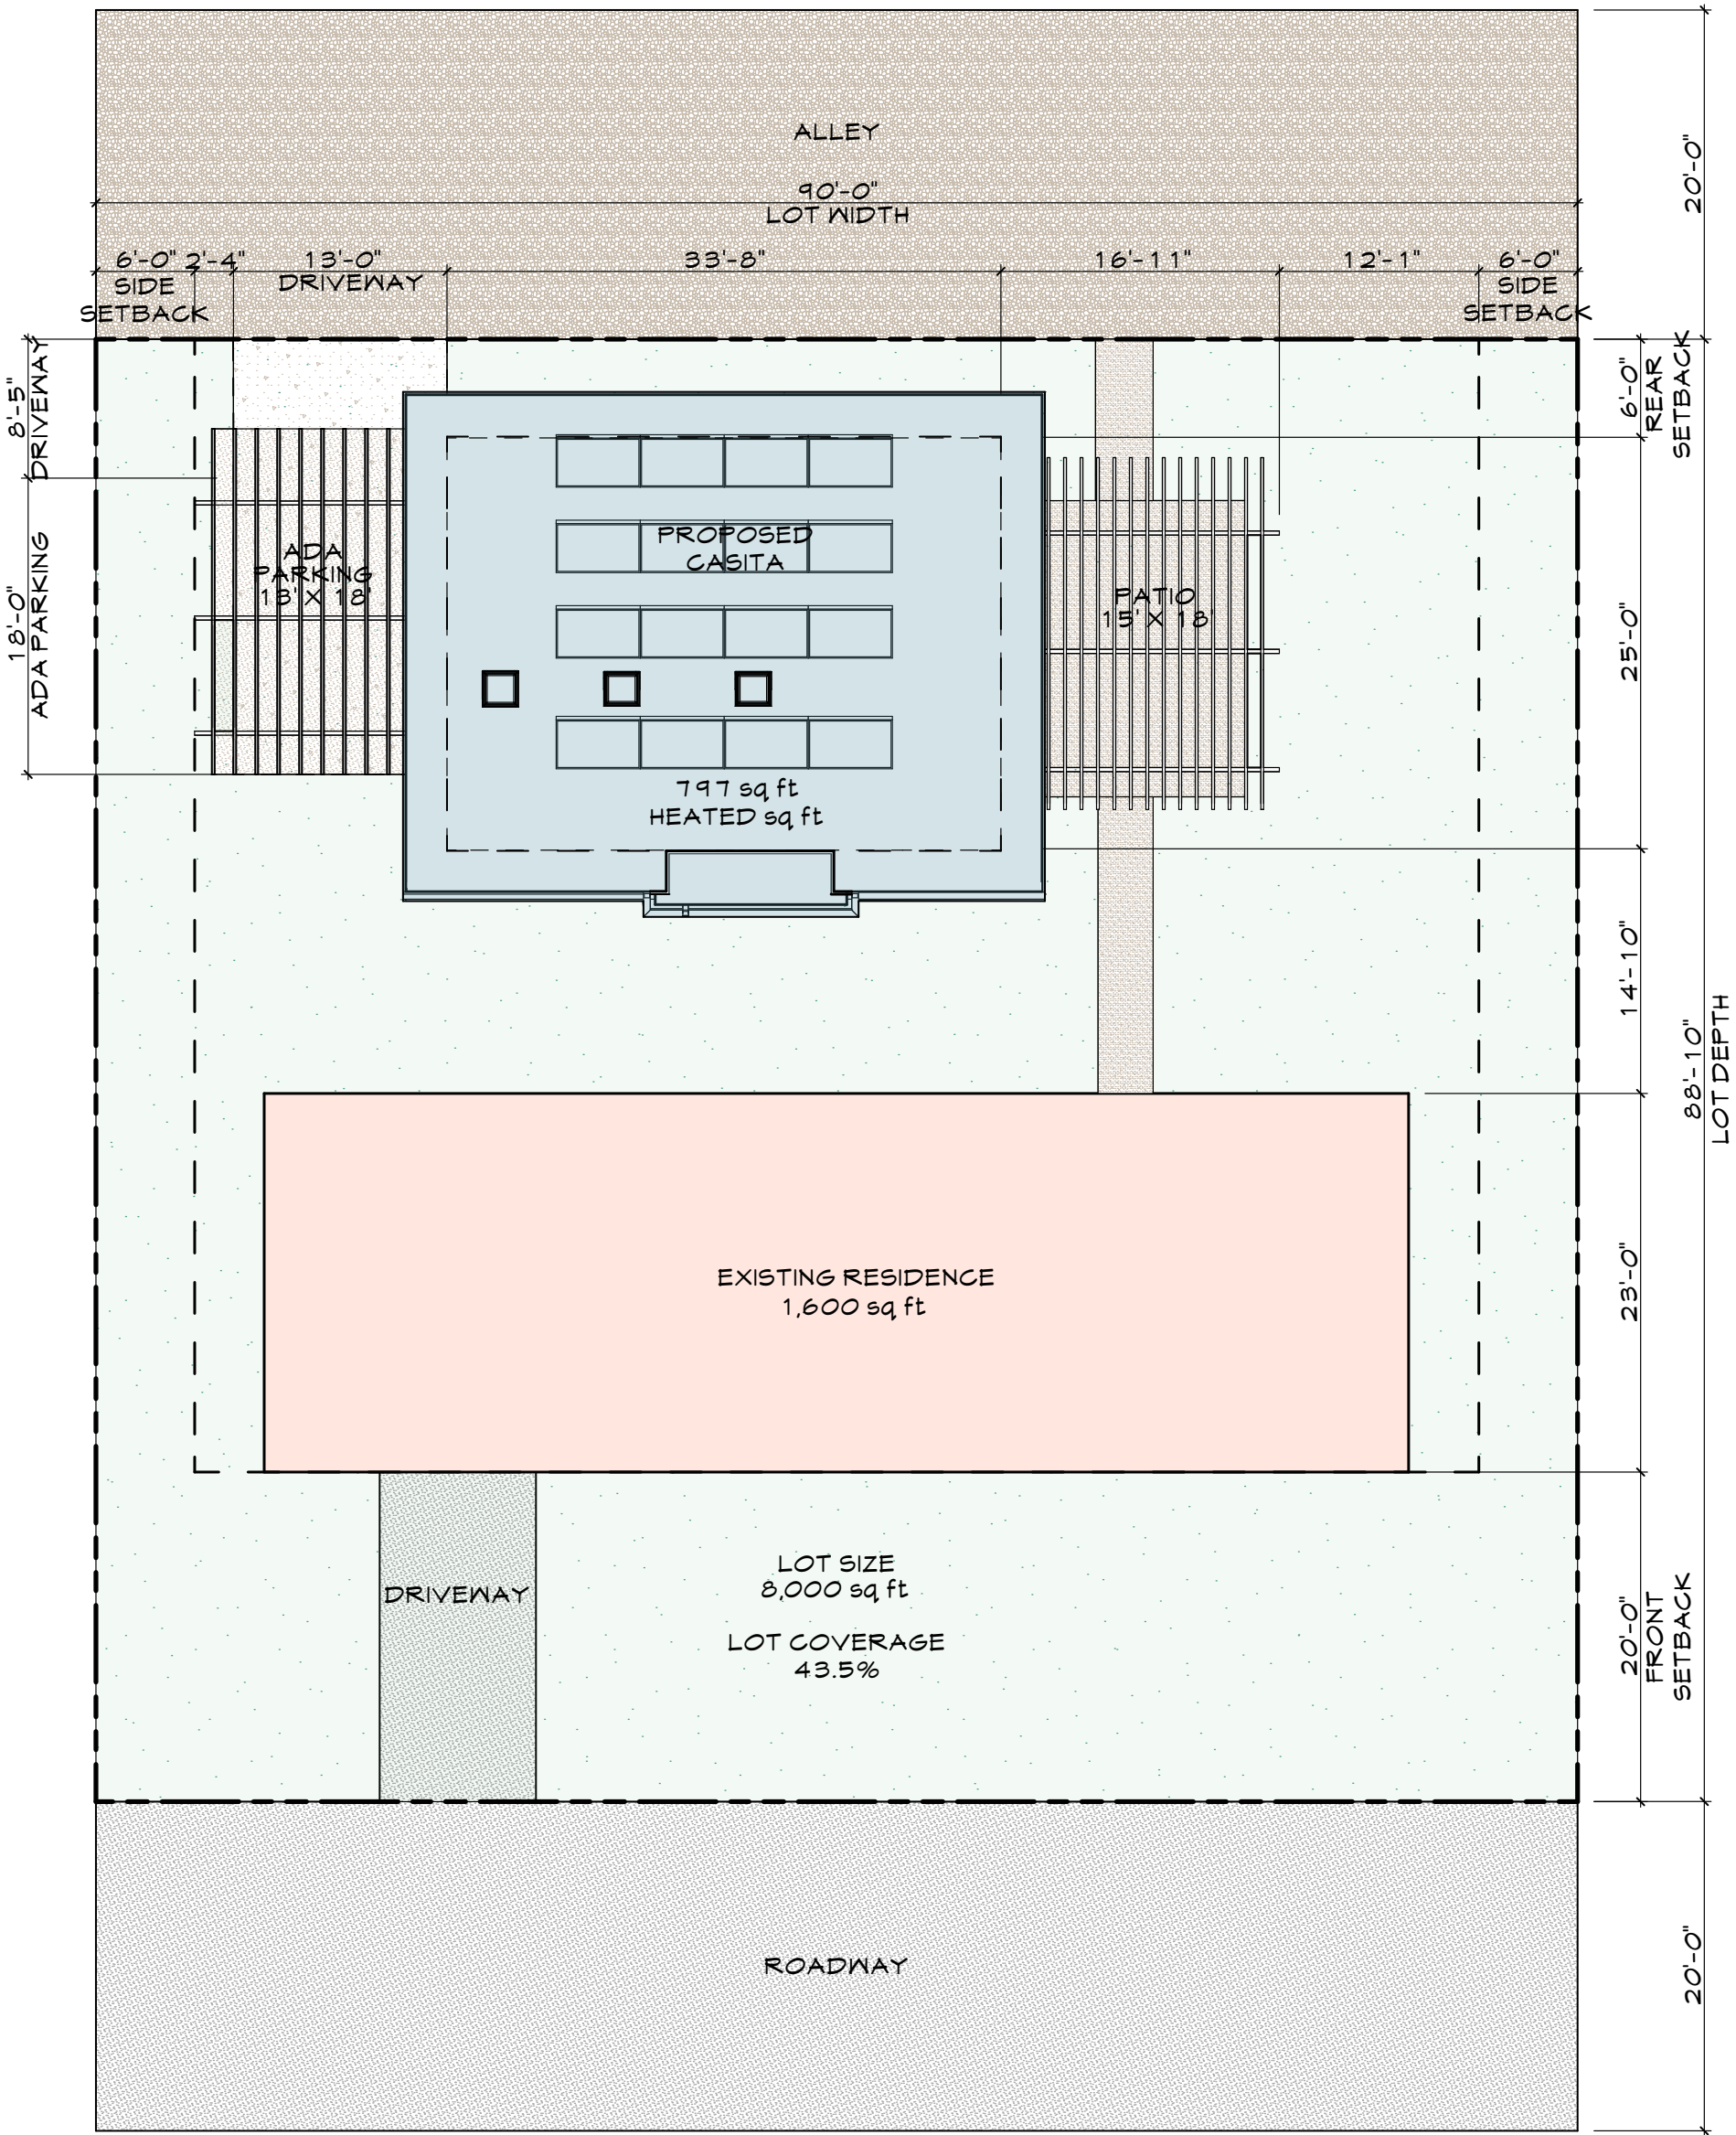 ALLEY
20'-0"
90'-0"
LOT WIDTH
6'-0"
SIDE
SETBACK
2'-4"
13'-0"
DRIVEWAY
33'-8"
16'-11"
12'-1"
6'-0"
SIDE
SETBACK
8'-5"
DRIVEWAY
6'-0"
REAR
SETBACK
18'-0"
ADA PARKING
ADA
PARKING
13' X 18'
PROPOSED
CASITA
PATIO
15' X 18'
25'-0"
797 sq ft
HEATED sq ft
14'-10"
88'-10"
LOT DEPTH
EXISTING RESIDENCE
1,600 sq ft
23'-0"
DRIVEWAY
LOT SIZE
8,000 sq ft
LOT COVERAGE
43.5%
20'-0"
FRONT
SETBACK
ROADWAY
20'-0"